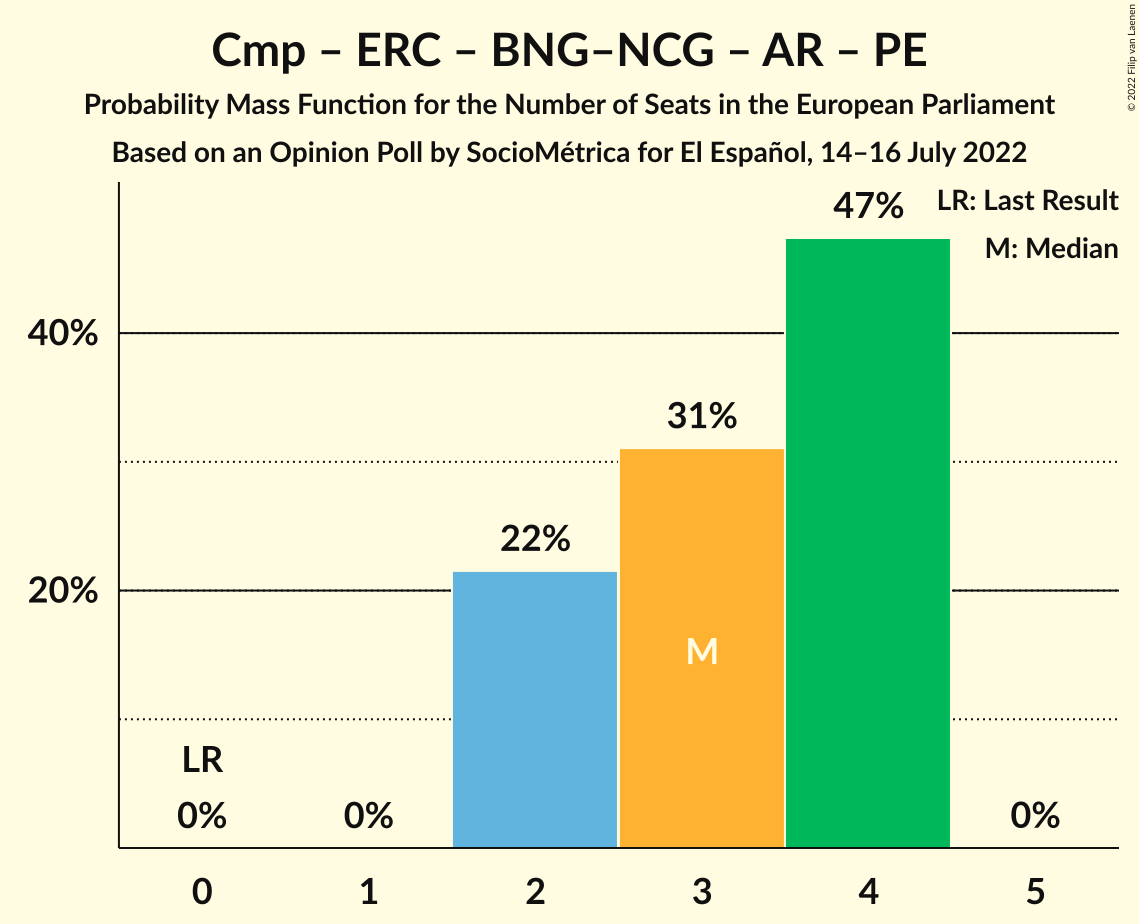 Cmp – ERC – BNG–NCG – AR – PE
Probability Mass Function for the Number of Seats in the European Parliament
Based on an Opinion Poll by SocioMétrica for El Español, 14–16 July 2022
© 2022 Filip van Laenen
LR: Last Result
M: Median
47%
40%
31%
22%
20%
M
LR
0%
0%
0%
0
1
2
3
4
5